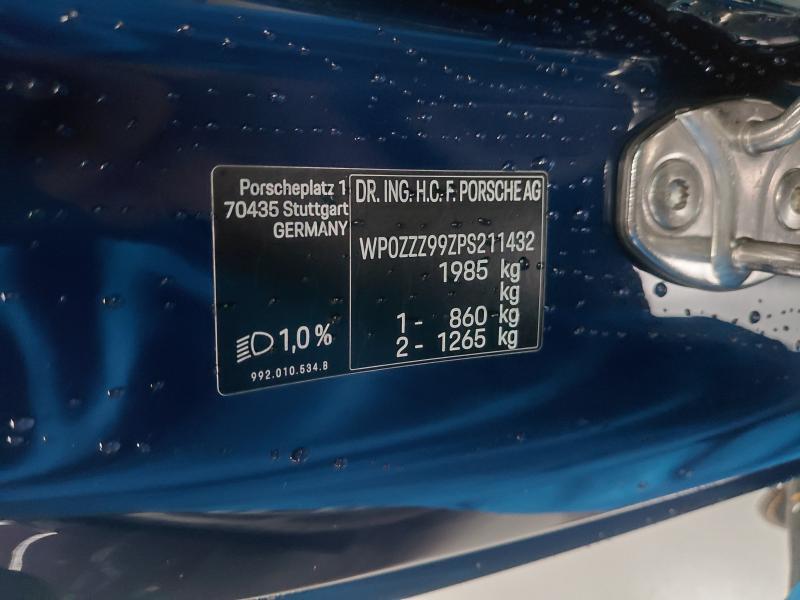 Porscheplatz 1
70435 Stuttgart
GERMANY
1,0%
992.010.534.B
DR. ING. H.C. F. PORSCHE AG
WP0ZZZ99ZPS211432
1985 kg
kg
1 - 860 kg
2 - 1265 kg